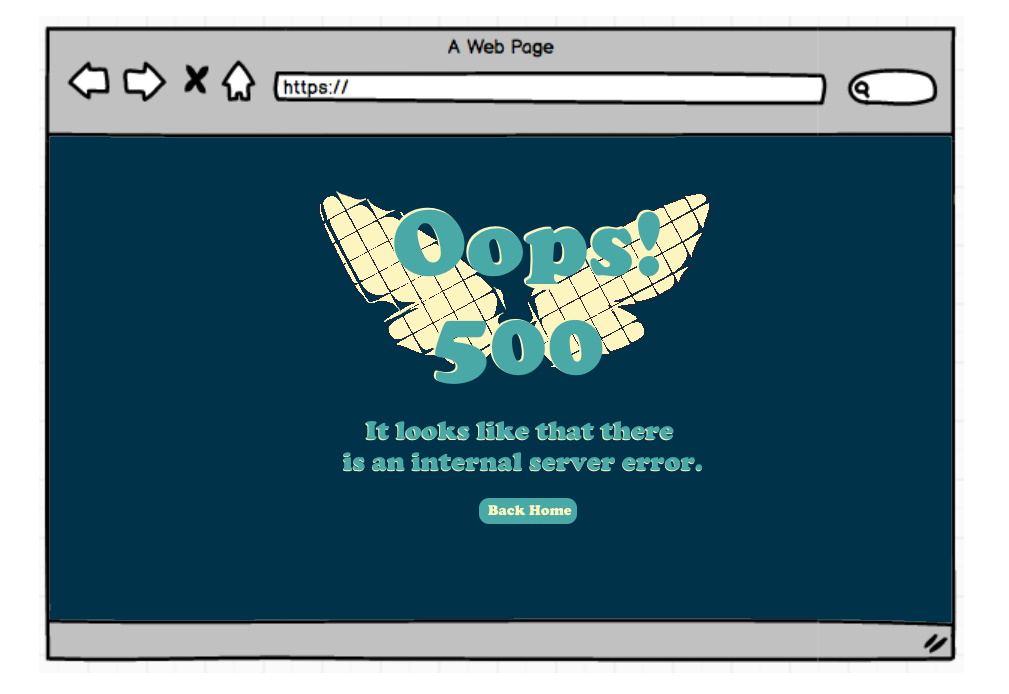 A Web Page
https://
Oops!
500
It looks like that there
is an internal server error.
Back Home